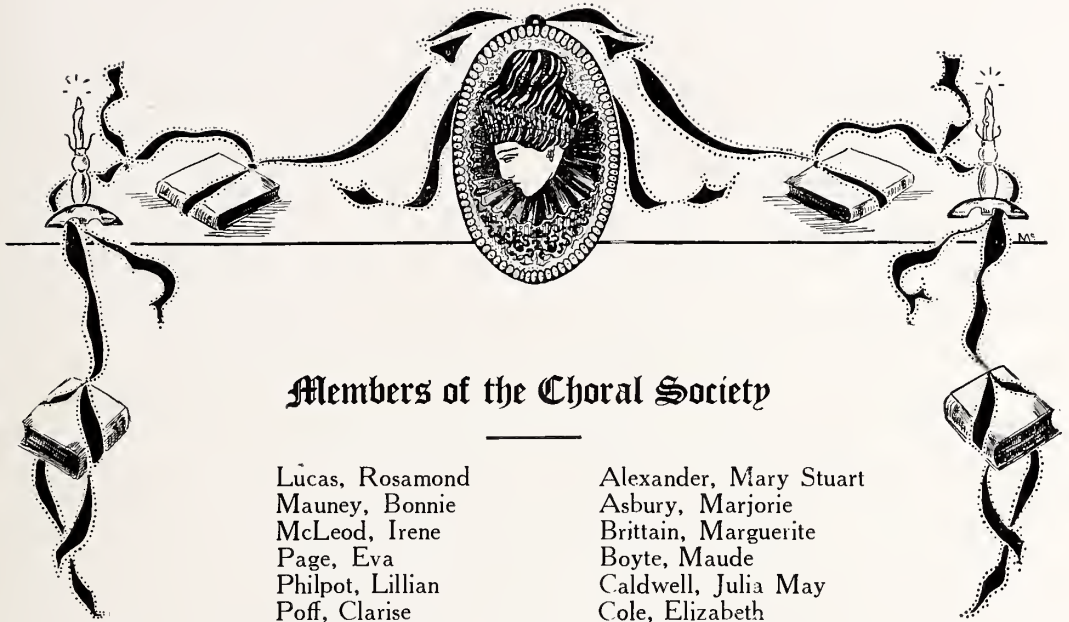 Mc
Members of the Choral Society
Lucas, Rosamond
Mauney, Bonnie
McLeod, Irene
Page, Eva
Philpot, Lillian
Poff, Clarise
Alexander, Mary Stuart
Asbury, Marjorie
Brittain, Marguerite
Boyte, Maude
Caldwell, Julia May
Cole, Elizabeth